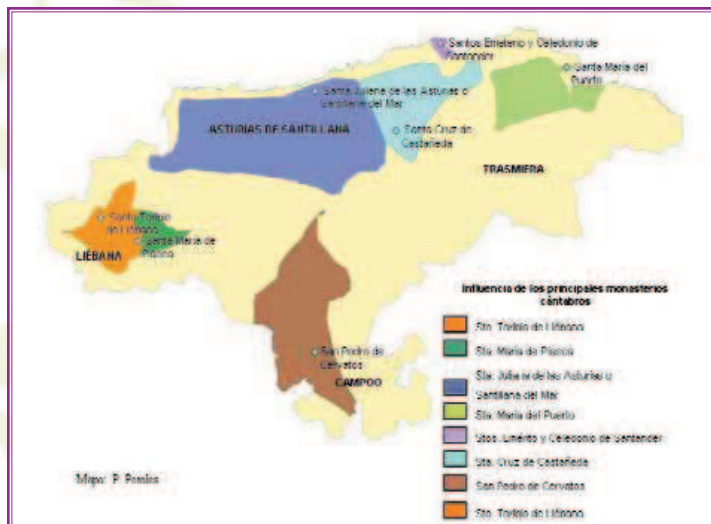 Santos Emeterio y Celedonio de
Santander
Santa María del
Puerto
Santa Juliana de las Asturias o
Santillana del Mar
ASTURIAS DE SANTILLANA
Santa Cruz de
Castañeda
TRASMIERA
Santo Toribio
de Liébana
Santa María de
Piasca
LIÉBANA
San Pedro de
Cervatos
CAMPOO
Influencia de los principales monasterios
cántabros
Sto. Toribio de Liébana
Sta. María de Piasca
Sta. Juliana de las Asturias o
Santillana del Mar
Sta. María del Puerto
Stos. Emérito y Celedonio de Santander
Sta. Cruz de Castañeda
San Pedro de Cervatos
Sto. Toribio de Liébana
Mapa: P.